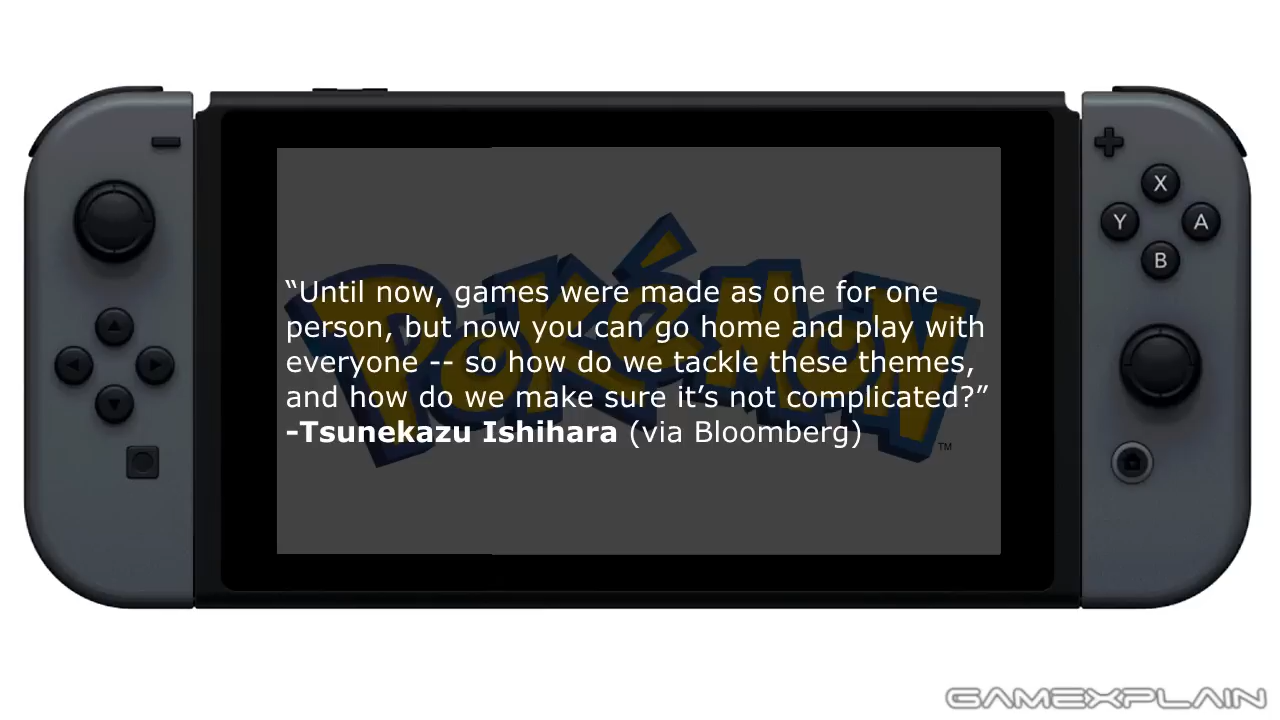 X
Y
A
B
POKéMON
TM
“Until now, games were made as one for one
person, but now you can go home and play with
everyone -- so how do we tackle these themes,
and how do we make sure it’s not complicated?”
-Tsunekazu Ishihara (via Bloomberg)
GAMEXPLAIN